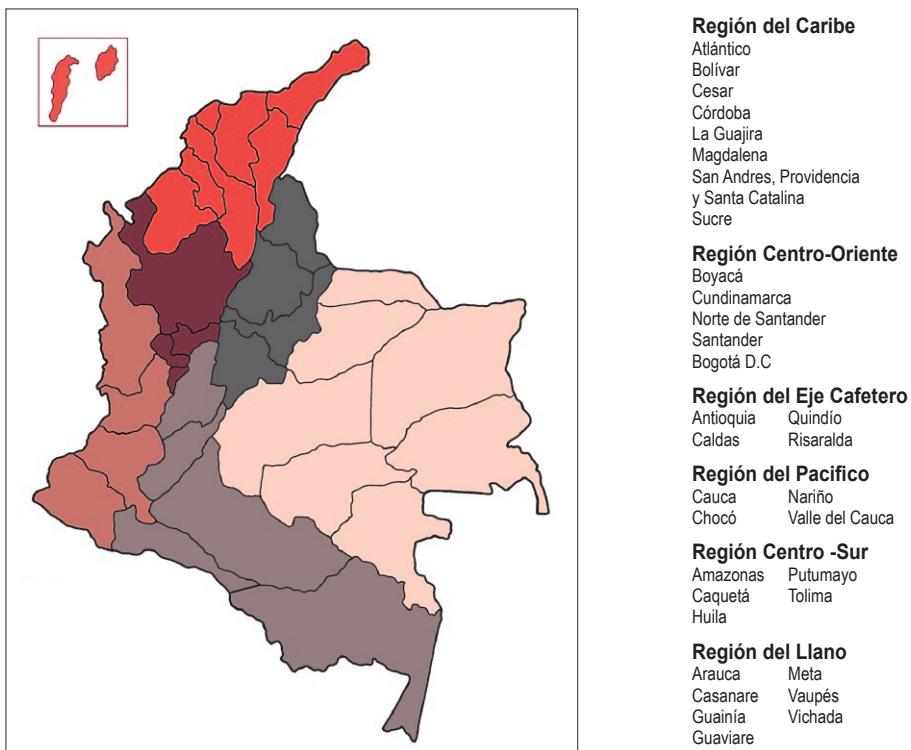 Región del Caribe
Atlántico
Bolívar
Cesar
Córdoba
La Guajira
Magdalena
San Andres, Providencia
y Santa Catalina
Sucre
Región Centro-Oriente
Boyacá
Cundinamarca
Norte de Santander
Santander
Bogotá D.C
Región del Eje Cafetero
Antioquia Quindío
Caldas Risaralda
Región del Pacifico
Cauca Nariño
Chocó Valle del Cauca
Región Centro -Sur
Amazonas Putumayo
Caquetá Tolima
Huila
Región del Llano
Arauca Meta
Casanare Vaupés
Guainía Vichada
Guaviare